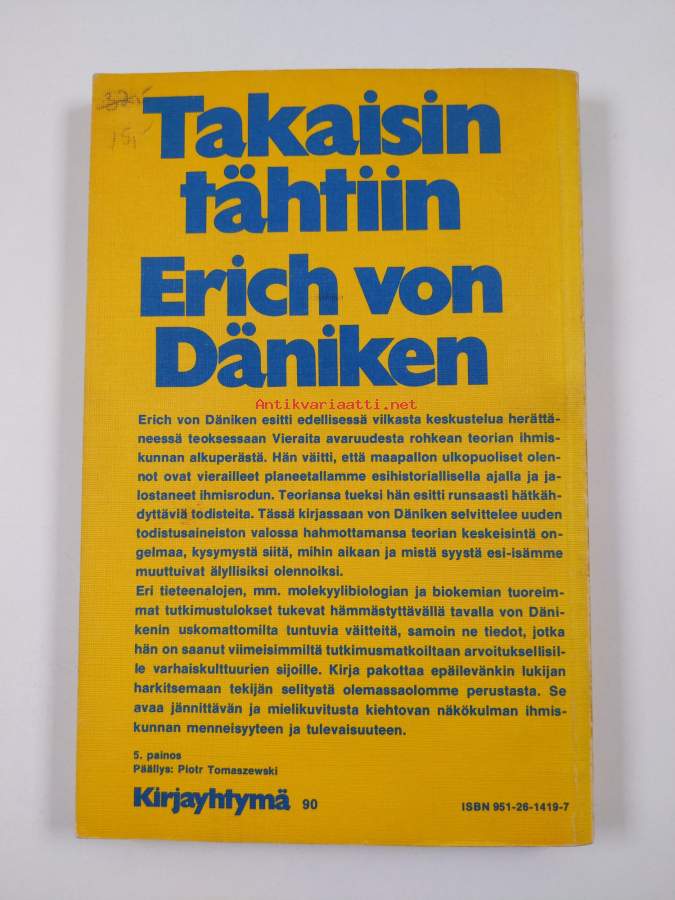 32,-
15,-
Takaisin
tähtiin
Erich von
Däniken
Antikvariaatti.net
Erich von Däniken esitti edellisessä vilkasta keskustelua herättä-
neessä teoksessaan Vieraita avaruudesta rohkean teorian ihmis-
kunnan alkuperästä. Hän väitti, että maapallon ulkopuoliset olen-
not ovat vierailleet planeetallamme esihistoriallisella ajalla ja ja-
lostaneet ihmisrodun. Teoriansa tueksi hän esitti runsaasti hätkäh-
dyttäviä todisteita. Tässä kirjassaan von Däniken selvittelee uuden
todistusaineiston valossa hahmottamansa teorian keskeisintä on-
gelmaa, kysymystä siitä, mihin aikaan ja mistä syystä esi-isämme
muuttuivat älyllisiksi olennoiksi.
Eri tieteenalojen, mm. molekyylibiologian ja biokemian tuoreim-
mat tutkimustulokset tukevat hämmästyttävällä tavalla von Däni-
kenin uskomattomilta tuntuvia väitteitä, samoin ne tiedot, jotka
hän on saanut viimeisimmiltä tutkimusmatkoiltaan arvoituksellisil-
le varhaiskulttuurien sijoille. Kirja pakottaa epäilevänkin lukijan
harkitsemaan tekijän selitystä olemassaolomme perustasta. Se
avaa jännittävän ja mielikuvitusta kiehtovan näkökulman ihmis-
kunnan menneisyyteen ja tulevaisuuteen.
5. painos
Päällys: Piotr Tomaszewski
Kirjayhtymä 90
ISBN 951-26-1419-7